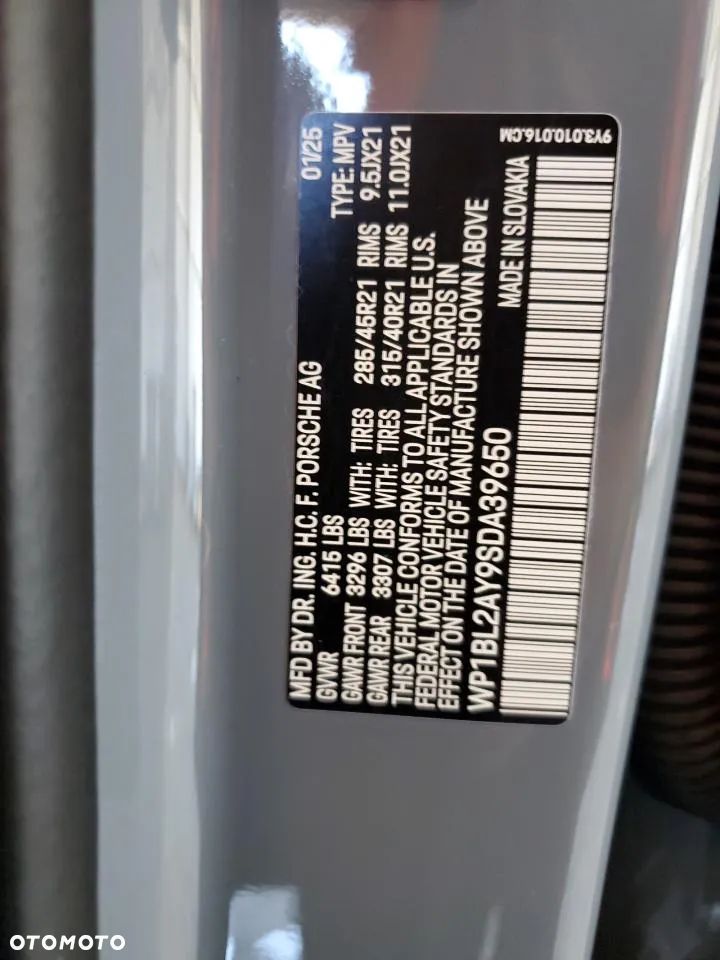 MFD BY DR. ING. H.C. F. PORSCHE AG 01/25
GVWR 6415 LBS TYPE: MPV
GAWR FRONT 3296 LBS WITH: TIRES 285/45R21 RIMS 9.5JX21
GAWR REAR 3307 LBS WITH: TIRES 315/40R21 RIMS 11.0JX21
THIS VEHICLE CONFORMS TO ALL APPLICABLE U.S.
FEDERAL MOTOR VEHICLE SAFETY STANDARDS IN
EFFECT ON THE DATE OF MANUFACTURE SHOWN ABOVE
WP1BL2AY9SDA39650 MADE IN SLOVAKIA
9Y3.010.016.CM
OTOMOTO